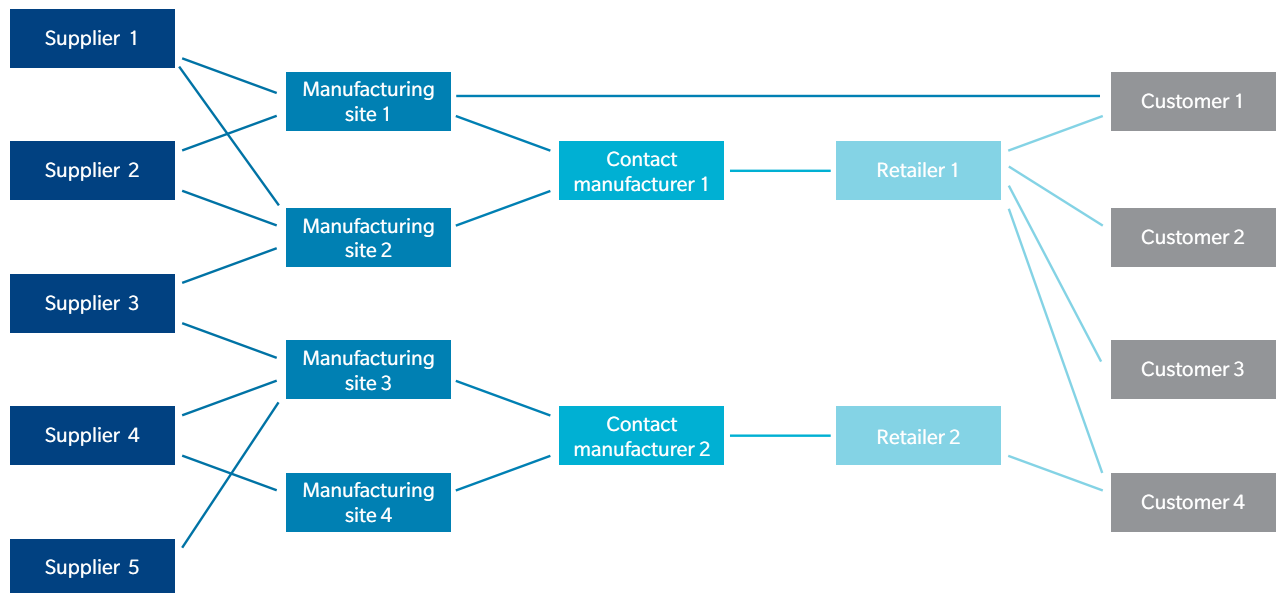 Supplier 1
Supplier 2
Supplier 3
Supplier 4
Supplier 5
Manufacturing
site 1
Manufacturing
site 2
Manufacturing
site 3
Manufacturing
site 4
Contact
manufacturer 1
Contact
manufacturer 2
Retailer 1
Retailer 2
Customer 1
Customer 2
Customer 3
Customer 4